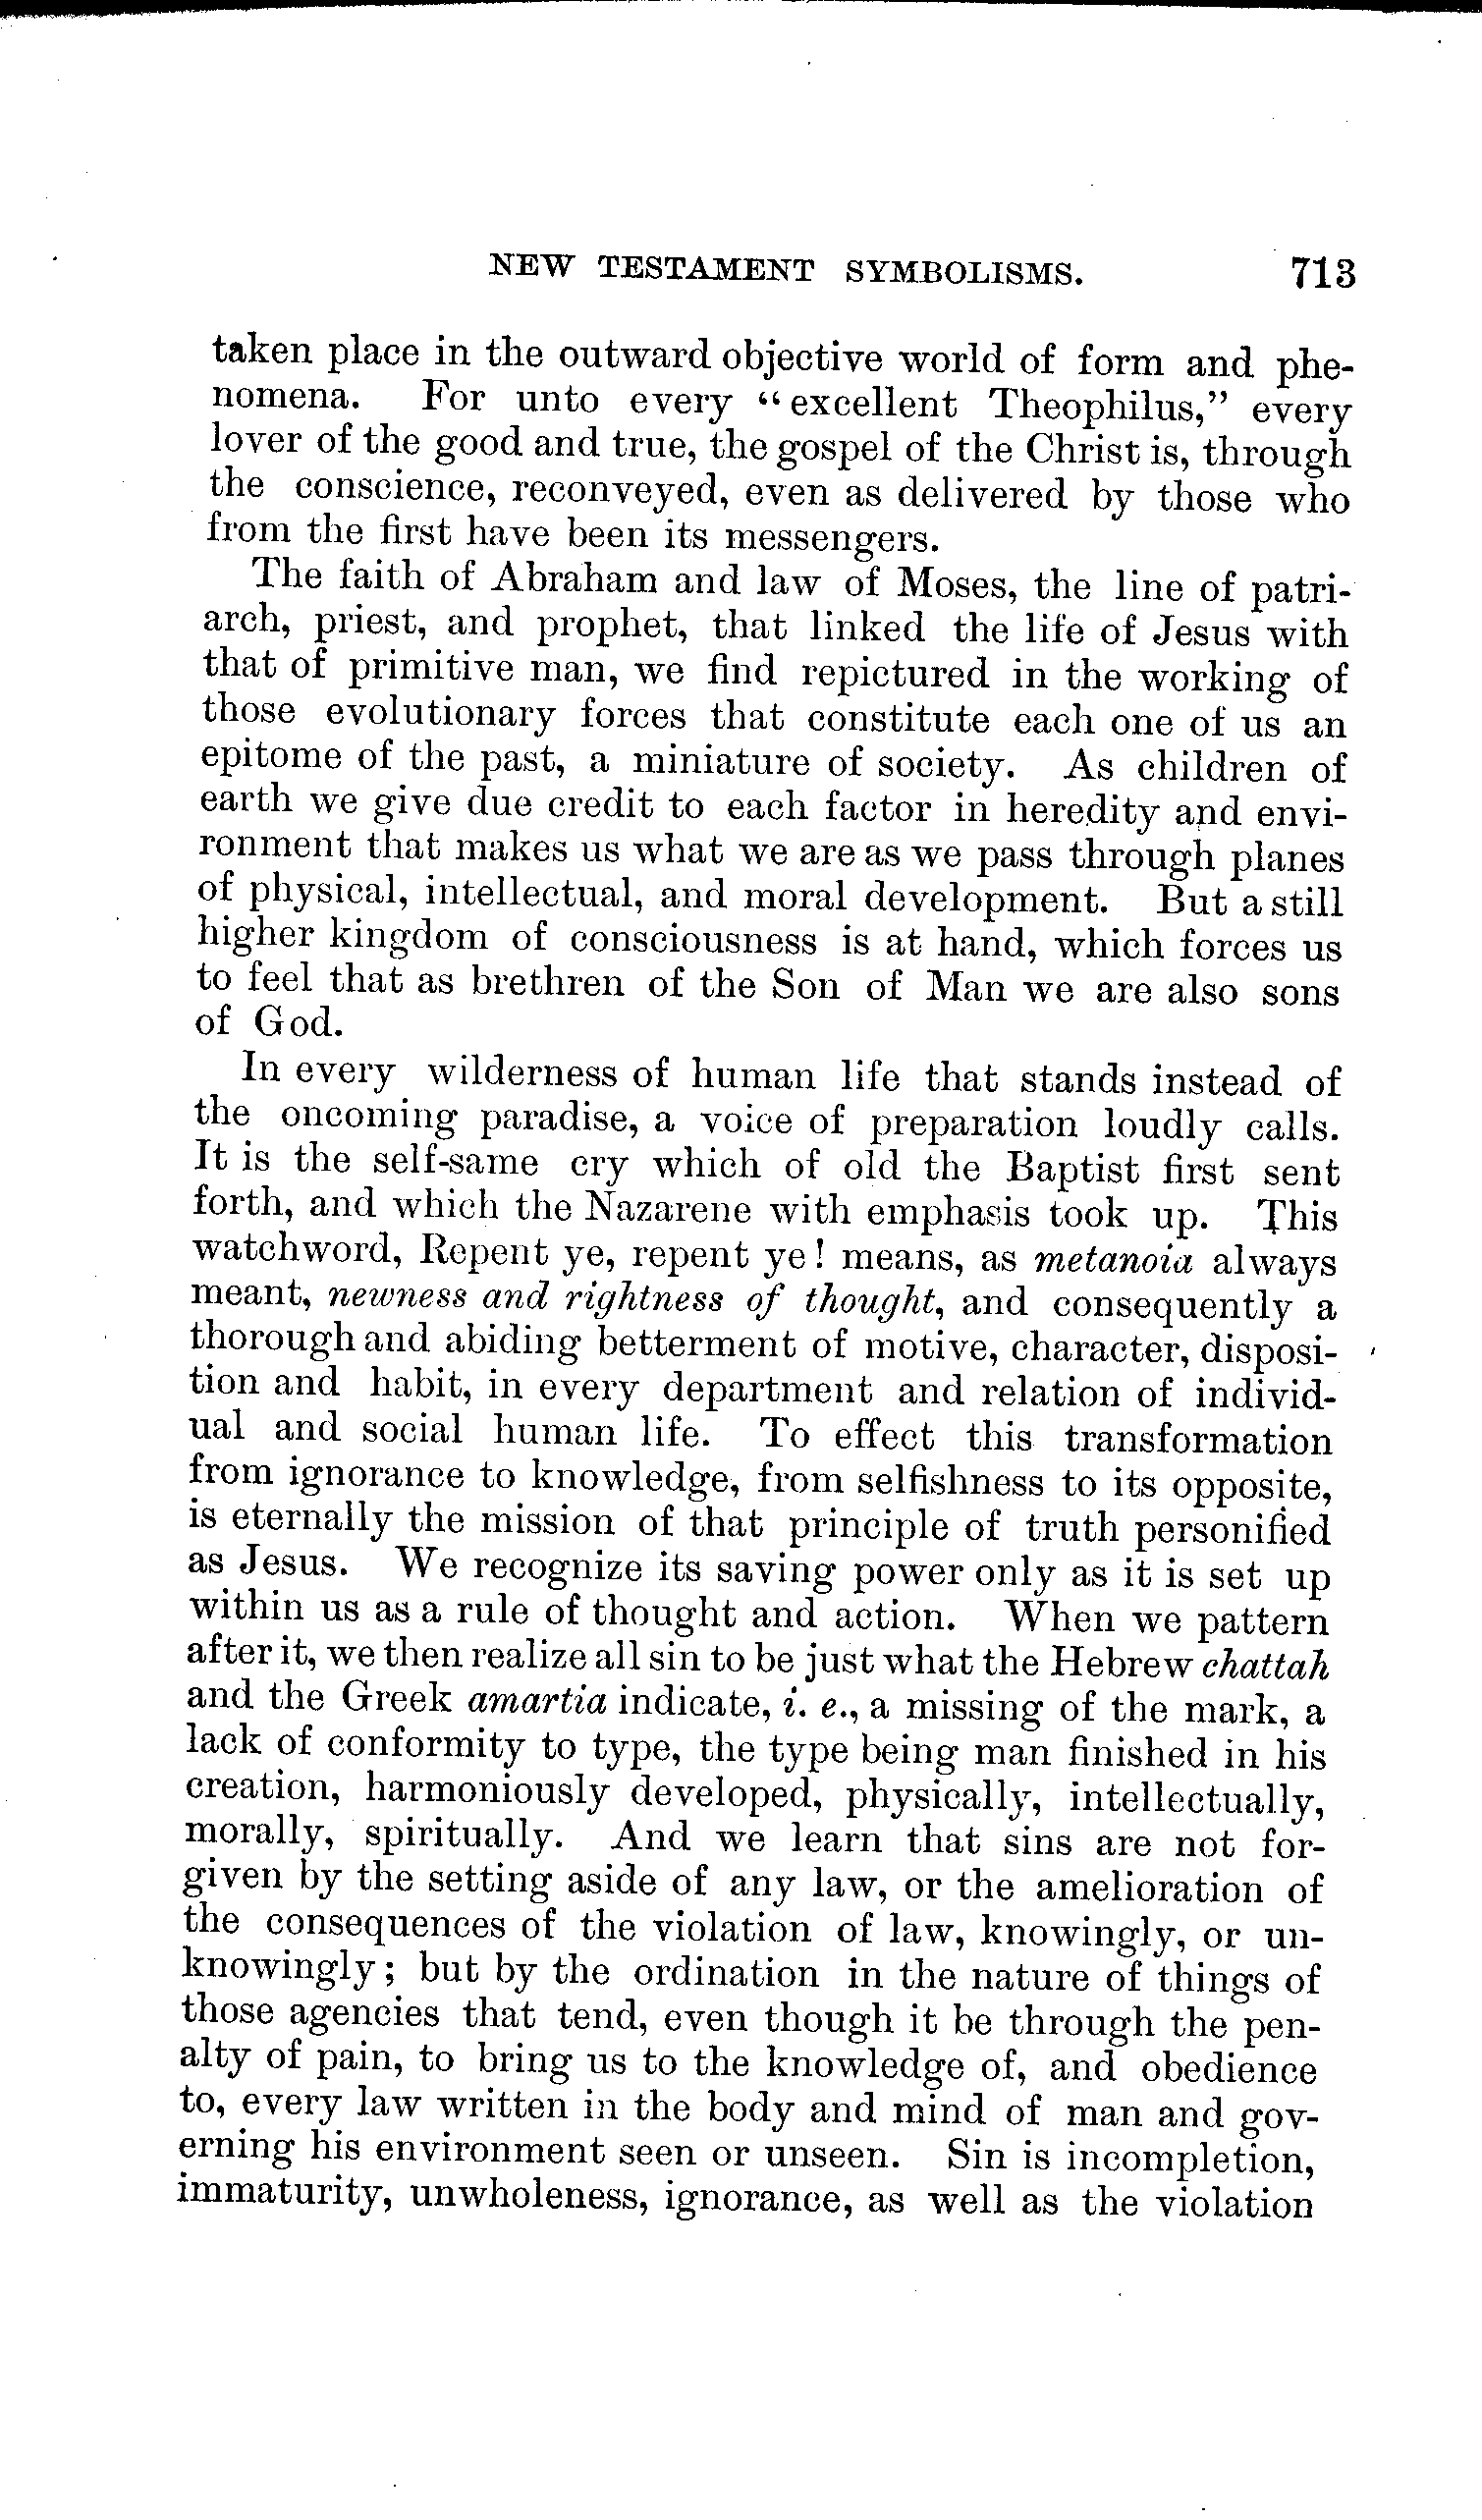 NEW TESTAMENT SYMBOLISMS. 713
taken place in the outward objective world of form and phe-
nomena. For unto every “excellent Theophilus,” every
lover of the good and true, the gospel of the Christ is, through
the conscience, reconveyed, even as delivered by those who
from the first have been its messengers.
The faith of Abraham and law of Moses, the line of patri-
arch, priest, and prophet, that linked the life of Jesus with
that of primitive man, we find repictured in the working of
those evolutionary forces that constitute each one of us an
epitome of the past, a miniature of society. As children of
earth we give due credit to each factor in heredity and envi-
ronment that makes us what we are as we pass through planes
of physical, intellectual, and moral development. But a still
higher kingdom of consciousness is at hand, which forces us
to feel that as brethren of the Son of Man we are also sons
of God.
In every wilderness of human life that stands instead of
the oncoming paradise, a voice of preparation loudly calls.
It is the self-same cry which of old the Baptist first sent
forth, and which the Nazarene with emphasis took up. This
watchword, Repent ye, repent ye! means, as metanoia always
meant, newness and rightness of thought, and consequently a
thorough and abiding betterment of motive, character, disposi-
tion and habit, in every department and relation of individ-
ual and social human life. To effect this transformation
from ignorance to knowledge, from selfishness to its opposite,
is eternally the mission of that principle of truth personified
as Jesus. We recognize its saving power only as it is set up
within us as a rule of thought and action. When we pattern
after it, we then realize all sin to be just what the Hebrew chattah
and the Greek amartia indicate, i. e., a missing of the mark, a
lack of conformity to type, the type being man finished in his
creation, harmoniously developed, physically, intellectually,
morally, spiritually. And we learn that sins are not for-
given by the setting aside of any law, or the amelioration of
the consequences of the violation of law, knowingly, or un-
knowingly; but by the ordination in the nature of things of
those agencies that tend, even though it be through the pen-
alty of pain, to bring us to the knowledge of, and obedience
to, every law written in the body and mind of man and gov-
erning his environment seen or unseen. Sin is incompletion,
immaturity, unwholeness, ignorance, as well as the violation